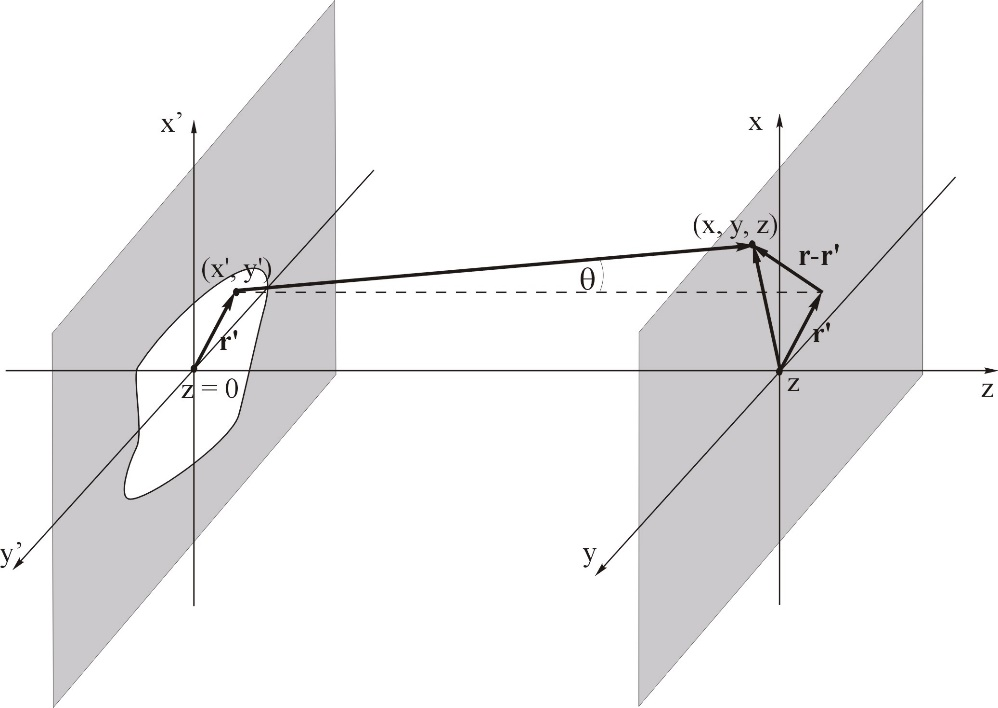 x’
x
(x, y, z)
r-r'
(x', y')
θ
r'
r'
z = 0
z
z
y’
y